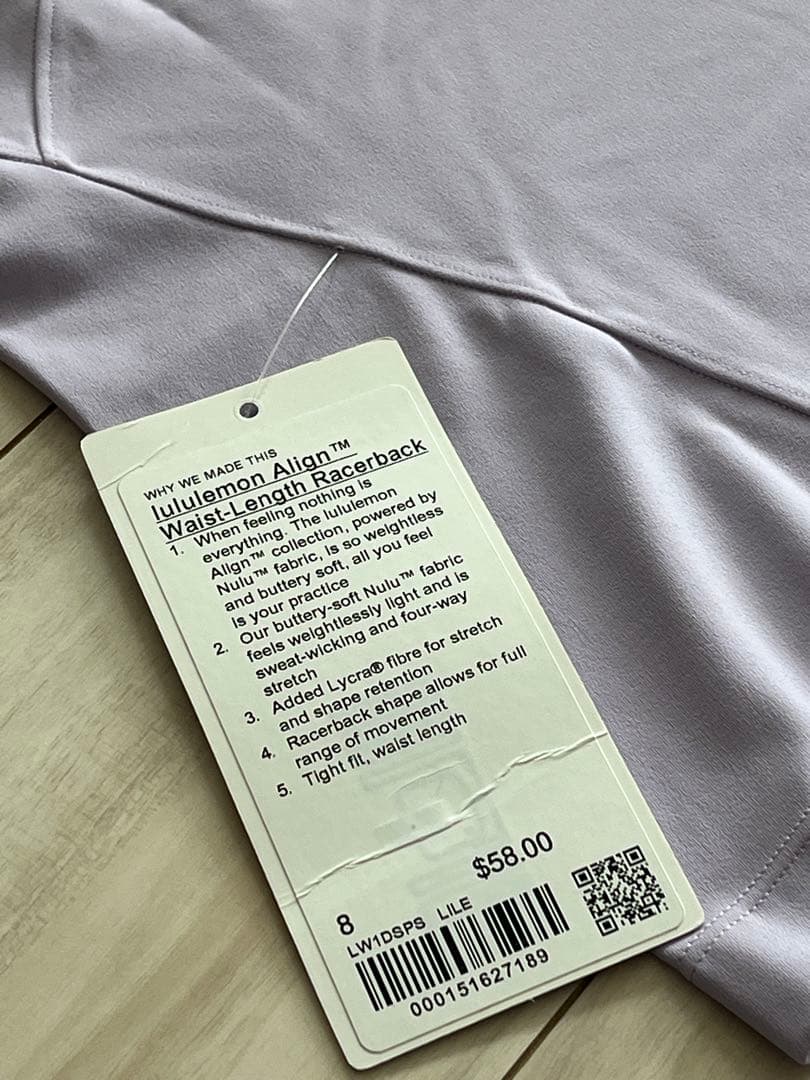 WHY WE MADE THIS
lululemon Align™
Waist-Length Racerback
1. When feeling nothing is
everything. The lululemon
Align™ collection, powered by
Nulu™ fabric, is so weightless
and buttery soft, all you feel
is your practice
2. Our buttery-soft Nulu™ fabric
feels weightlessly light and is
sweat-wicking and four-way
stretch
3. Added Lycra® fibre for stretch
and shape retention
4. Racerback shape allows for full
range of movement
5. Tight fit, waist length
$58.00
8
LW1DSPS LILE
000151627189